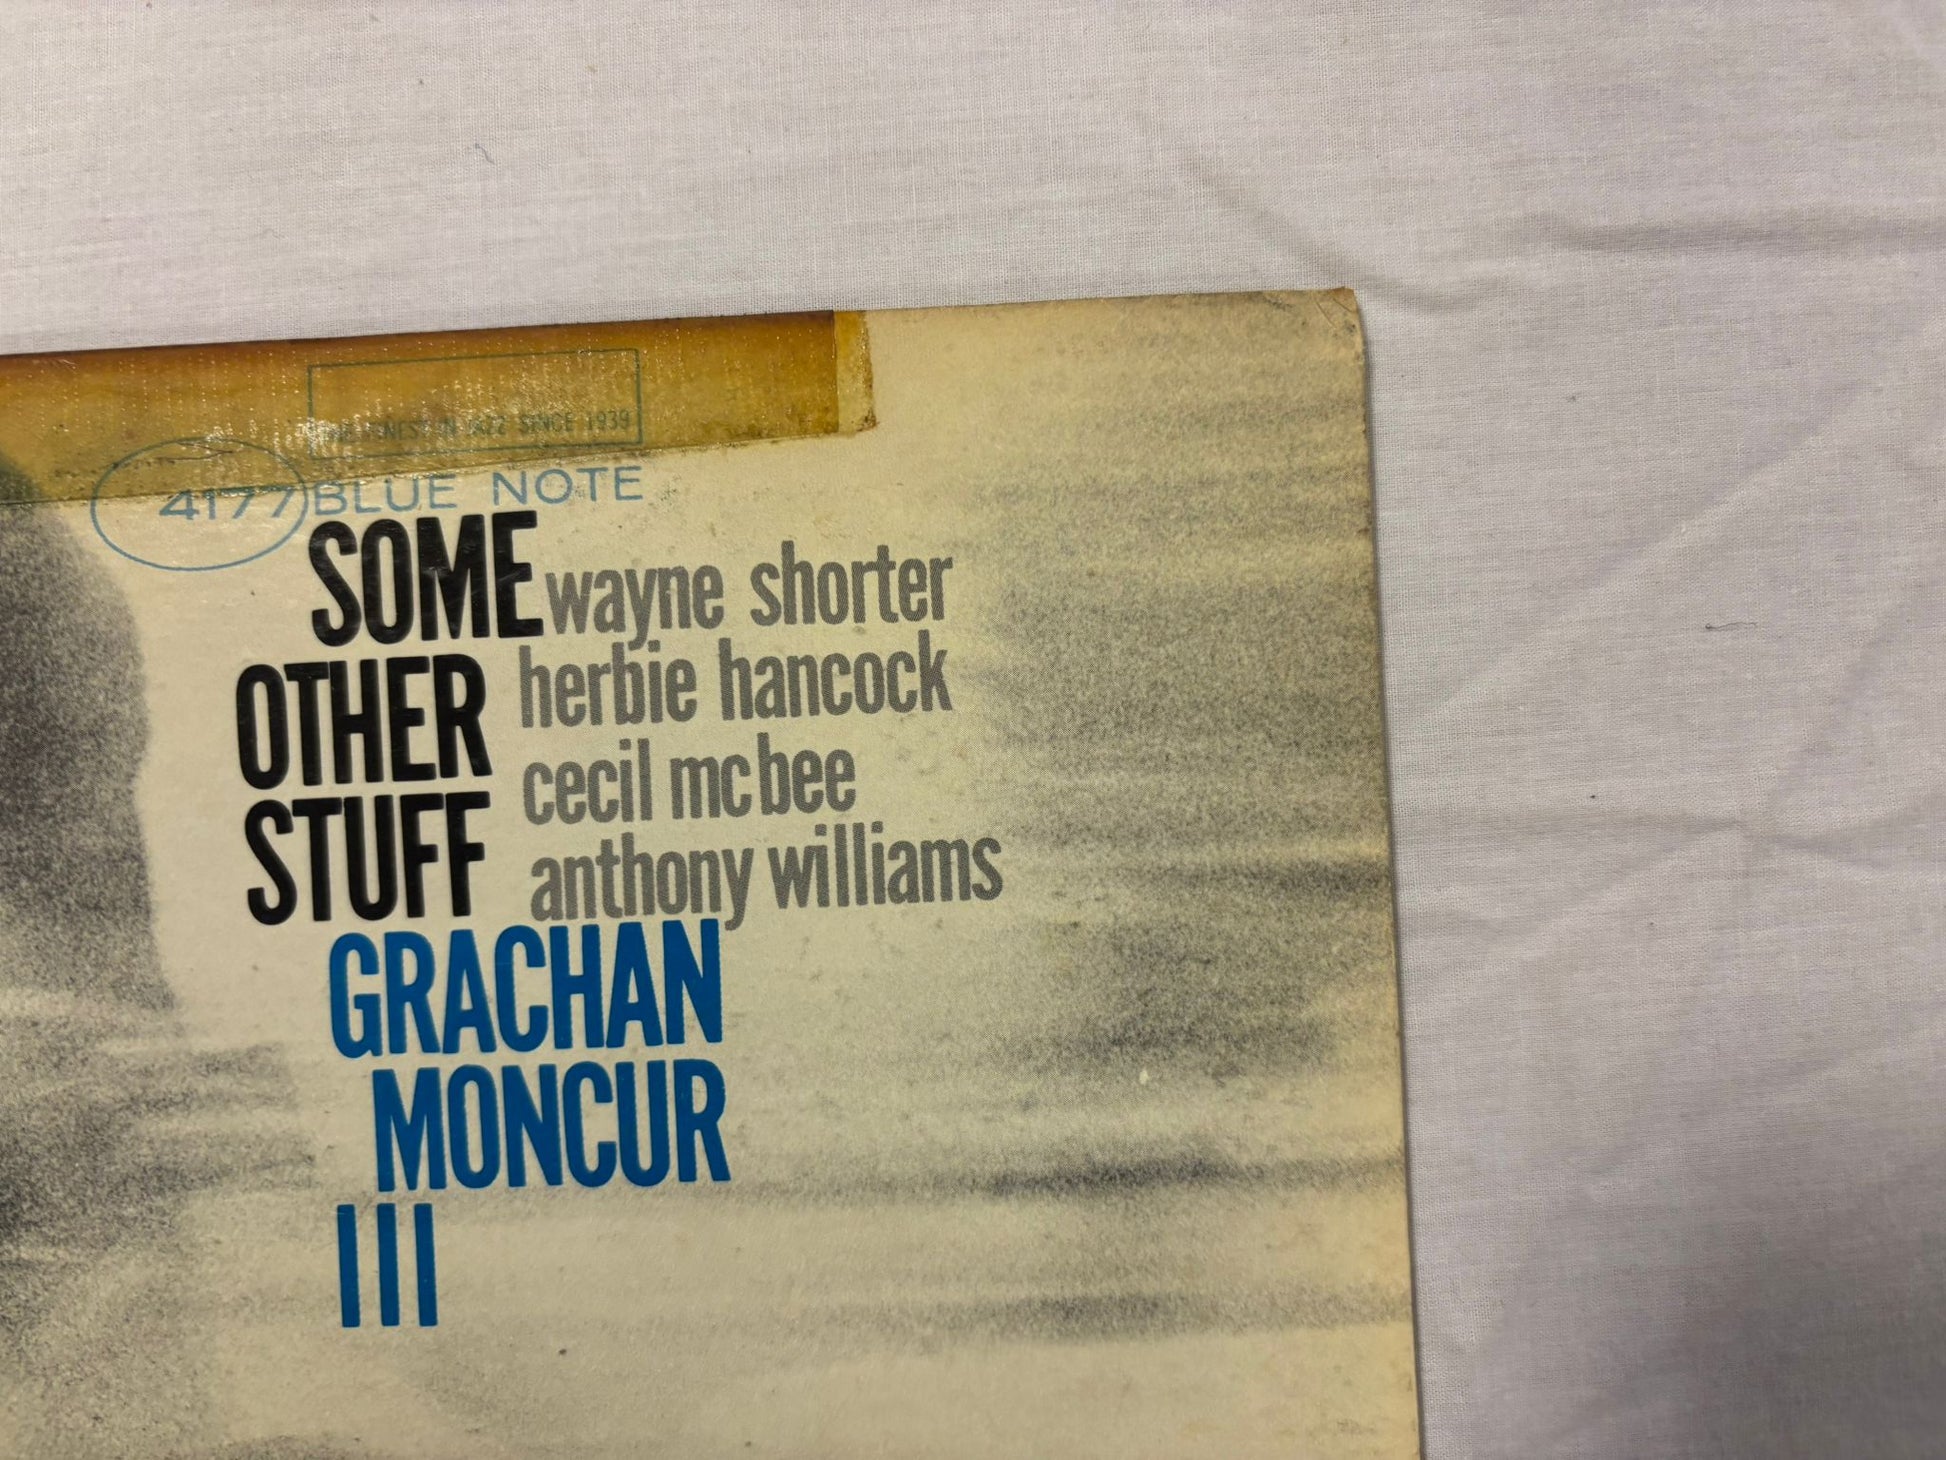 THE FINEST IN JAZZ SINCE 1939
4177 BLUE NOTE
SOME
OTHER
STUFF
wayne shorter
herbie hancock
cecil mcbee
anthony williams
GRACHAN
MONCUR
III